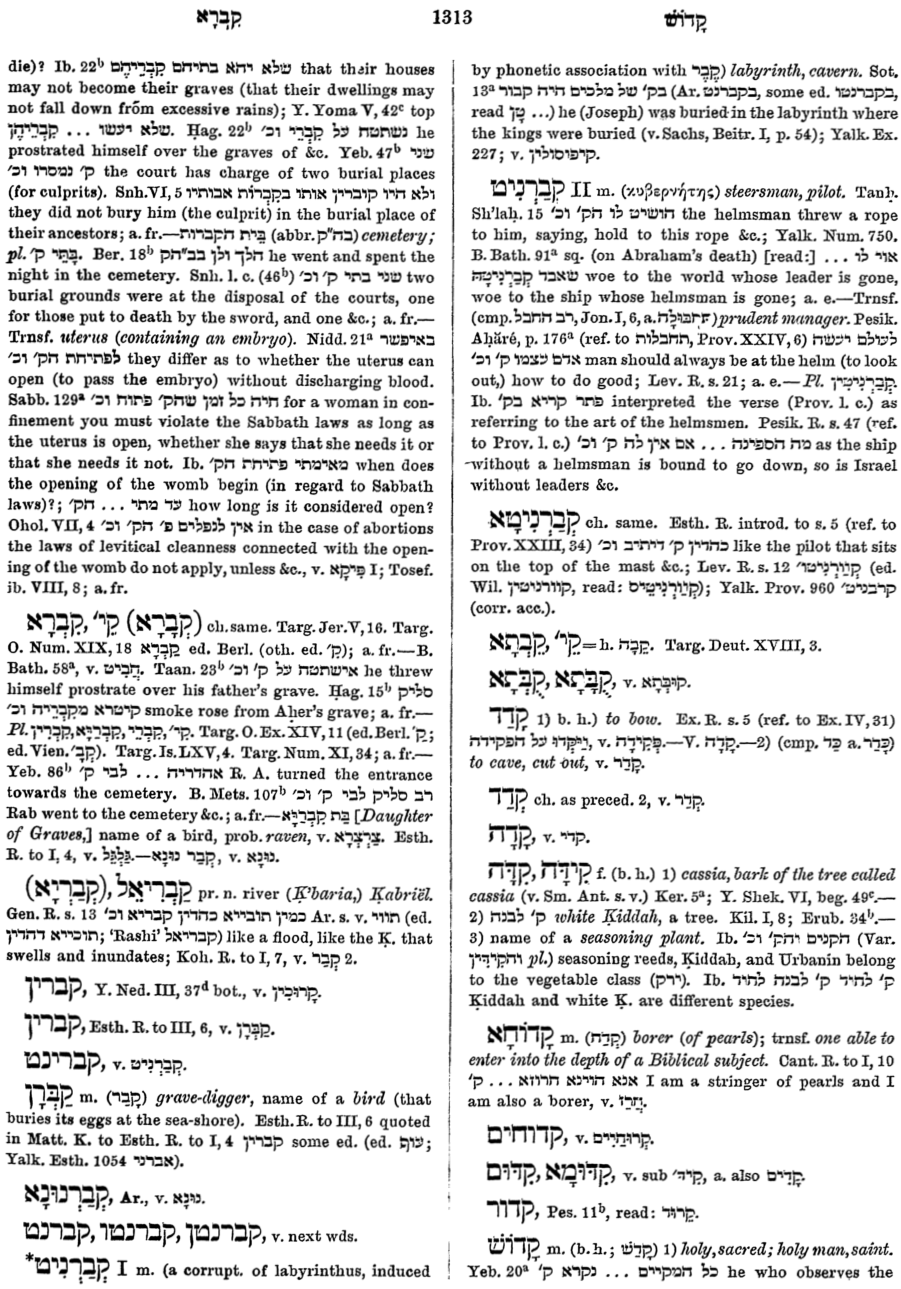 קִבְרָא 1313 קָדוֹשׁ
die)? Ib. 22ᵇ שלא יהא בתיהם קִבְרֵיהֶם that their houses
may not become their graves (that their dwellings may
not fall down from excessive rains); Y. Yoma V, 42ᶜ top
שלא יעשו ... קִבְרֵיהֶן. Ḥag. 22ᵇ נשתטח על קִבְרֵי וכ׳ he
prostrated himself over the graves of &c. Yeb. 47ᵇ שני
ק׳ נמסרו וכ׳ the court has charge of two burial places
(for culprits). Snh. VI, 5 ולא היו קוברין אותו בקִבְרוֹת אבותיו
they did not bury him (the culprit) in the burial place of
their ancestors; a. fr.—בֵּית הקברות (abbr. בה״ק) cemetery;
pl. בָּתֵּי ק׳. Ber. 18ᵇ הלך ולן בב״הק he went and spent the
night in the cemetery. Snh. l. c. (46ᵇ) שני בתי ק׳ וכ׳ two
burial grounds were at the disposal of the courts, one
for those put to death by the sword, and one &c.; a. fr.—
Trnsf. uterus (containing an embryo). Nidd. 21ᵃ באיפשר
לפתיחת הק׳ וכ׳ they differ as to whether the uterus can
open (to pass the embryo) without discharging blood.
Sabb. 129ᵃ חיה כל זמן שהק׳ פתוח וכ׳ for a woman in con-
finement you must violate the Sabbath laws as long as
the uterus is open, whether she says that she needs it or
that she needs it not. Ib. מאימתי פתיחת הק׳ when does
the opening of the womb begin (in regard to Sabbath
laws)?; עד מתי ... הק׳ how long is it considered open?
Ohol. VII, 4 אין לנפלים פ׳ הק׳ וכ׳ in the case of abortions
the laws of levitical cleanness connected with the open-
ing of the womb do not apply, unless &c., v. פִּיקָא I; Tosef.
ib. VIII, 8; a. fr.
קִבְרָא, קִי׳ (קְבָרָא) ch. same. Targ. Jer. V, 16. Targ.
O. Num. XIX, 18 קַבְרָא ed. Berl. (oth. ed. קִ׳); a. fr.—B.
Bath. 58ᵃ, v. חֲבִיט. Taan. 23ᵇ אישתטח על ק׳ וכ׳ he threw
himself prostrate over his father's grave. Ḥag. 15ᵇ סליק
קיטרא מקִבְרֵיה וכ׳ smoke rose from Aḥer's grave; a. fr.—
Pl. קִבְרִין, קִבְרַיָּא, קִבְרֵי, קִי׳. Targ. O. Ex. XIV, 11 (ed. Berl. קַ׳;
ed. Vien. קְבָ׳). Targ. Is. LXV, 4. Targ. Num. XI, 34; a. fr.—
Yeb. 86ᵇ אהדריה ... לבי ק׳ R. A. turned the entrance
towards the cemetery. B. Mets. 107ᵇ רב סליק לבי ק׳ וכ׳
Rab went to the cemetery &c.; a. fr.—בַּת קִבְרַיָּא [Daughter
of Graves,] name of a bird, prob. raven, v. צַרְצְרָא. Esth.
R. to I, 4, v. גַּלְגֵּל.—קְבַר נוּנָא, v. נוּנָא.
קַבְרִיאֵל, (קְבַרְיָא) pr. n. river (Ḳ'baria,) Ḳabriël.
Gen. R. s. 13 כמין תובייא כהדין קבריא וכ׳ Ar. s. v. תווי (ed.
תוכייא דהדין; 'Rashi' קבריאל) like a flood, like the Ḳ. that
swells and inundates; Koh. R. to I, 7, v. קְבַר 2.
קברין, Y. Ned. III, 37ᵈ bot., v. קְרוּכִין.
קברין, Esth. R. to III, 6, v. קַבְּרָן.
קברינט, v. קְבַרְנִיט.
קַבְּרָן m. (קָבַר) grave-digger, name of a bird (that
buries its eggs at the sea-shore). Esth. R. to III, 6 quoted
in Matt. K. to Esth. R. to I, 4 קברין some ed. (ed. עוף;
Yalk. Esth. 1054 אברני).
קְבַרְנוּנָא, Ar., v. נוּנָא.
קברנטן, קברנטו, קברנט, v. next wds.
*קְבַרְנִיט I m. (a corrupt. of labyrinthus, induced
by phonetic association with קֶבֶר) labyrinth, cavern. Sot.
13ᵃ בק׳ של מלכים היה קבור (Ar. בקברנט, some ed. בקברנטו,
read טָן ...) he (Joseph) was buried in the labyrinth where
the kings were buried (v. Sachs, Beitr. I, p. 54); Yalk. Ex.
227; v. קיפוסולין.
קְבַרְנִיט II m. (κυβερνήτης) steersman, pilot. Tanḥ.
Sh'laḥ. 15 הושיט לו הק׳ וכ׳ the helmsman threw a rope
to him, saying, hold to this rope &c.; Yalk. Num. 750.
B. Bath. 91ᵃ sq. (on Abraham's death) [read:] אוי לו ...
שאבד קְבַרְנִיטָהּ woe to the world whose leader is gone,
woe to the ship whose helmsman is gone; a. e.—Trnsf.
(cmp. רב החבל, Jon. I, 6, a. תַּחְבּוּלָה) prudent manager. Pesik.
Aḥăré, p. 176ᵃ (ref. to תחבלות, Prov. XXIV, 6) לעולם יעשה
אדם עצמו ק׳ וכ׳ man should always be at the helm (to look
out,) how to do good; Lev. R. s. 21; a. e.—Pl. קְבַרְנִיטִין.
Ib. פתר קריא בק׳ interpreted the verse (Prov. l. c.) as
referring to the art of the helmsmen. Pesik. R. s. 47 (ref.
to Prov. l. c.) מה הספינה ... אם אין לה ק׳ וכ׳ as the ship
without a helmsman is bound to go down, so is Israel
without leaders &c.
קְבַרְנִיטָא ch. same. Esth. R. introd. to s. 5 (ref. to
Prov. XXIII, 34) כהדין ק׳ דיתיב וכ׳ like the pilot that sits
on the top of the mast &c.; Lev. R. s. 12 קְוַורְנִיטוּ׳ (ed.
Wil. קוורניטין, read: קְוַורְנִיטֵיס); Yalk. Prov. 960 קרבניט׳
(corr. acc.).
קִבְתָא, קִי׳ = h. קֵבָה. Targ. Deut. XVIII, 3.
קֻבְּתָא, קֻבָּתָא, v. קוּבְּתָא.
קָדַד 1) b. h.) to bow. Ex. R. s. 5 (ref. to Ex. IV, 31)
וַיִּקְּדוּ על הפקידה, v. פְּקִידָה.—V. קָדָה.—2) (cmp. כַּד a. כָּדַר)
to cave, cut out, v. קָדַר.
קְדַד ch. as preced. 2, v. קְדַר.
קָדָה, v. קדי.
קִידָּה, קִדָּה f. (b. h.) 1) cassia, bark of the tree called
cassia (v. Sm. Ant. s. v.) Ker. 5ᵃ; Y. Shek. VI, beg. 49ᶜ.—
2) ק׳ לבנה white Ḳiddah, a tree. Kil. I, 8; Erub. 34ᵇ.—
3) name of a seasoning plant. Ib. הקנים והק׳ וכ׳ (Var.
והקידין pl.) seasoning reeds, Ḳiddah, and Urbanin belong
to the vegetable class (ירק). Ib. ק׳ לחוד ק׳ לבנה לחוד
Ḳiddah and white Ḳ. are different species.
קָדוֹחָא m. (קְדַח) borer (of pearls); trnsf. one able to
enter into the depth of a Biblical subject. Cant. R. to I, 10
אנא הוינא חרוזא ... ק׳ I am a stringer of pearls and I
am also a borer, v. חָרַז.
קדוחים, v. קְרוּחַיִים.
קִדּוּמָא, קִדּוּם, v. sub קִיד׳, a. also קָדִים.
קדור, Pes. 11ᵇ, read: קֵרוּד.
קָדוֹשׁ m. (b. h.; קָדַשׁ) 1) holy, sacred; holy man, saint.
Yeb. 20ᵃ כל המקיים ... נקרא ק׳ he who observes the